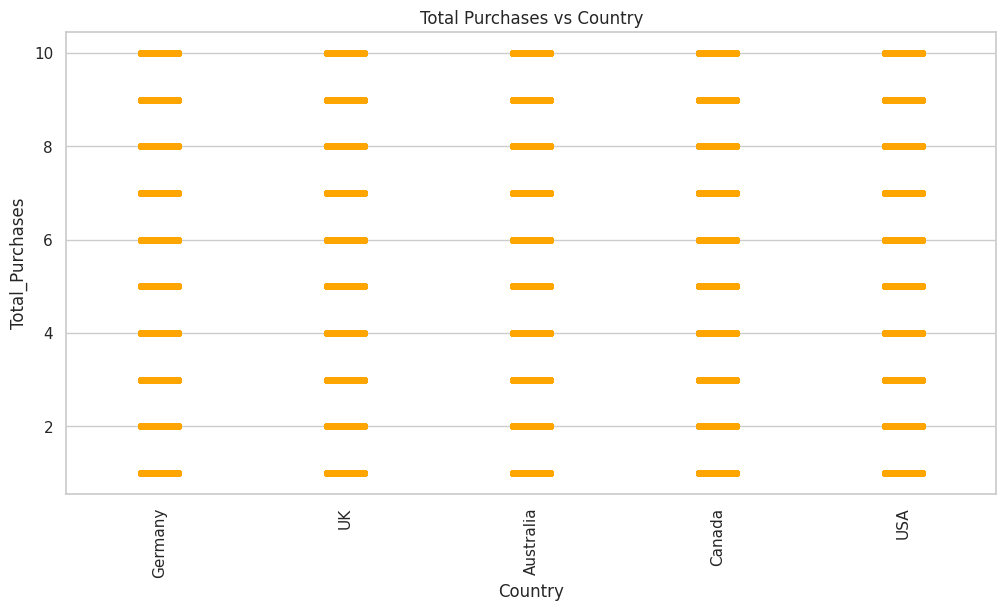 Total Purchases vs Country
Total_Purchases
10
8
6
4
2
Germany
UK
Australia
Canada
USA
Country